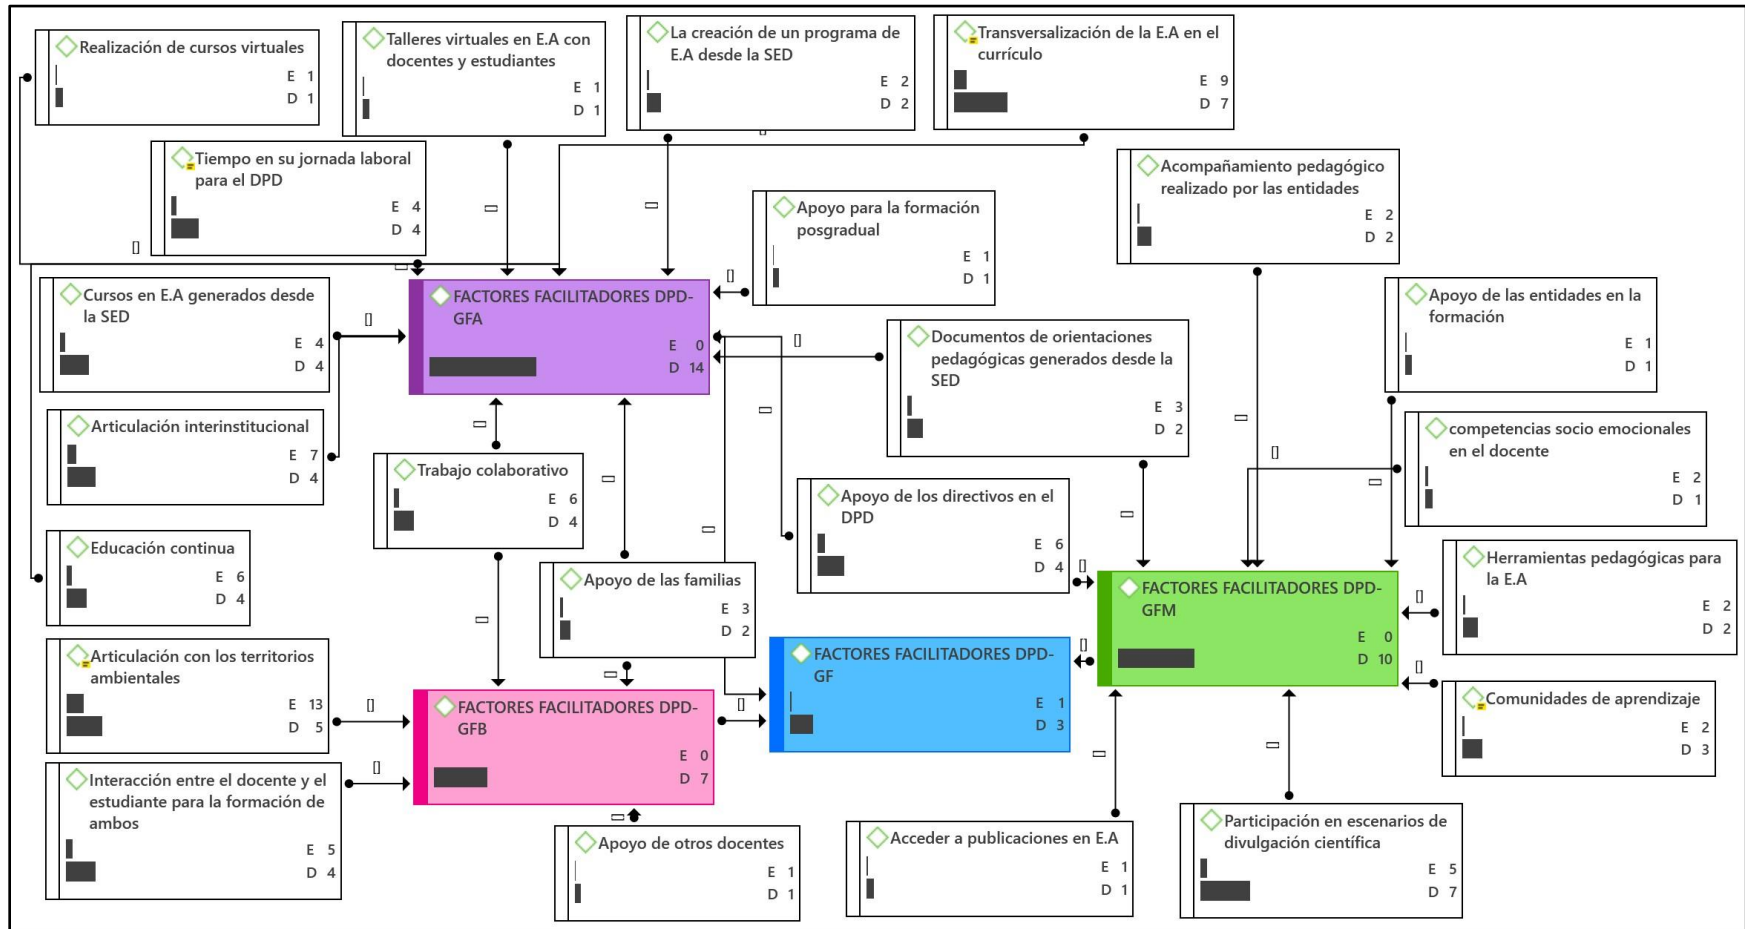 Realización de cursos virtuales
E 1
D 1
Talleres virtuales en E.A con
docentes y estudiantes
E 1
D 1
La creación de un programa de
E.A desde la SED
E 2
D 2
Transversalización de la E.A en el
currículo
E 9
D 7
Tiempo en su jornada laboral
para el DPD
E 4
D 4
Acompañamiento pedagógico
realizado por las entidades
E 2
D 2
Apoyo para la formación
posgradual
E 1
D 1
[]
[]
[]
[]
[]
[]
Cursos en E.A generados desde
la SED
E 4
D 4
[]
FACTORES FACILITADORES DPD-
GFA
E 0
D 14
[]
Apoyo de las entidades en la
formación
E 1
D 1
Documentos de orientaciones
pedagógicas generados desde la
SED
E 3
D 2
[]
Articulación interinstitucional
E 7
D 4
[]
[]
[]
[]
competencias socio emocionales
en el docente
E 2
D 1
[]
[]
Trabajo colaborativo
E 6
D 4
[]
Apoyo de los directivos en el
DPD
E 6
D 4
[]
[]
[]
Educación continua
E 6
D 4
Apoyo de las familias
E 3
D 2
Herramientas pedagógicas para
la E.A
E 2
D 2
[]
FACTORES FACILITADORES DPD-
GFM
E 0
D 10
[]
[]
Articulación con los territorios
ambientales
E 13
D 5
[]
[]
FACTORES FACILITADORES DPD-
GF
E 1
D 3
[]
[]
FACTORES FACILITADORES DPD-
GFB
E 0
D 7
[]
Comunidades de aprendizaje
E 2
D 3
Interacción entre el docente y el
estudiante para la formación de
ambos
E 5
D 4
[]
[]
[]
[]
Apoyo de otros docentes
E 1
D 1
Acceder a publicaciones en E.A
E 1
D 1
Participación en escenarios de
divulgación científica
E 5
D 7